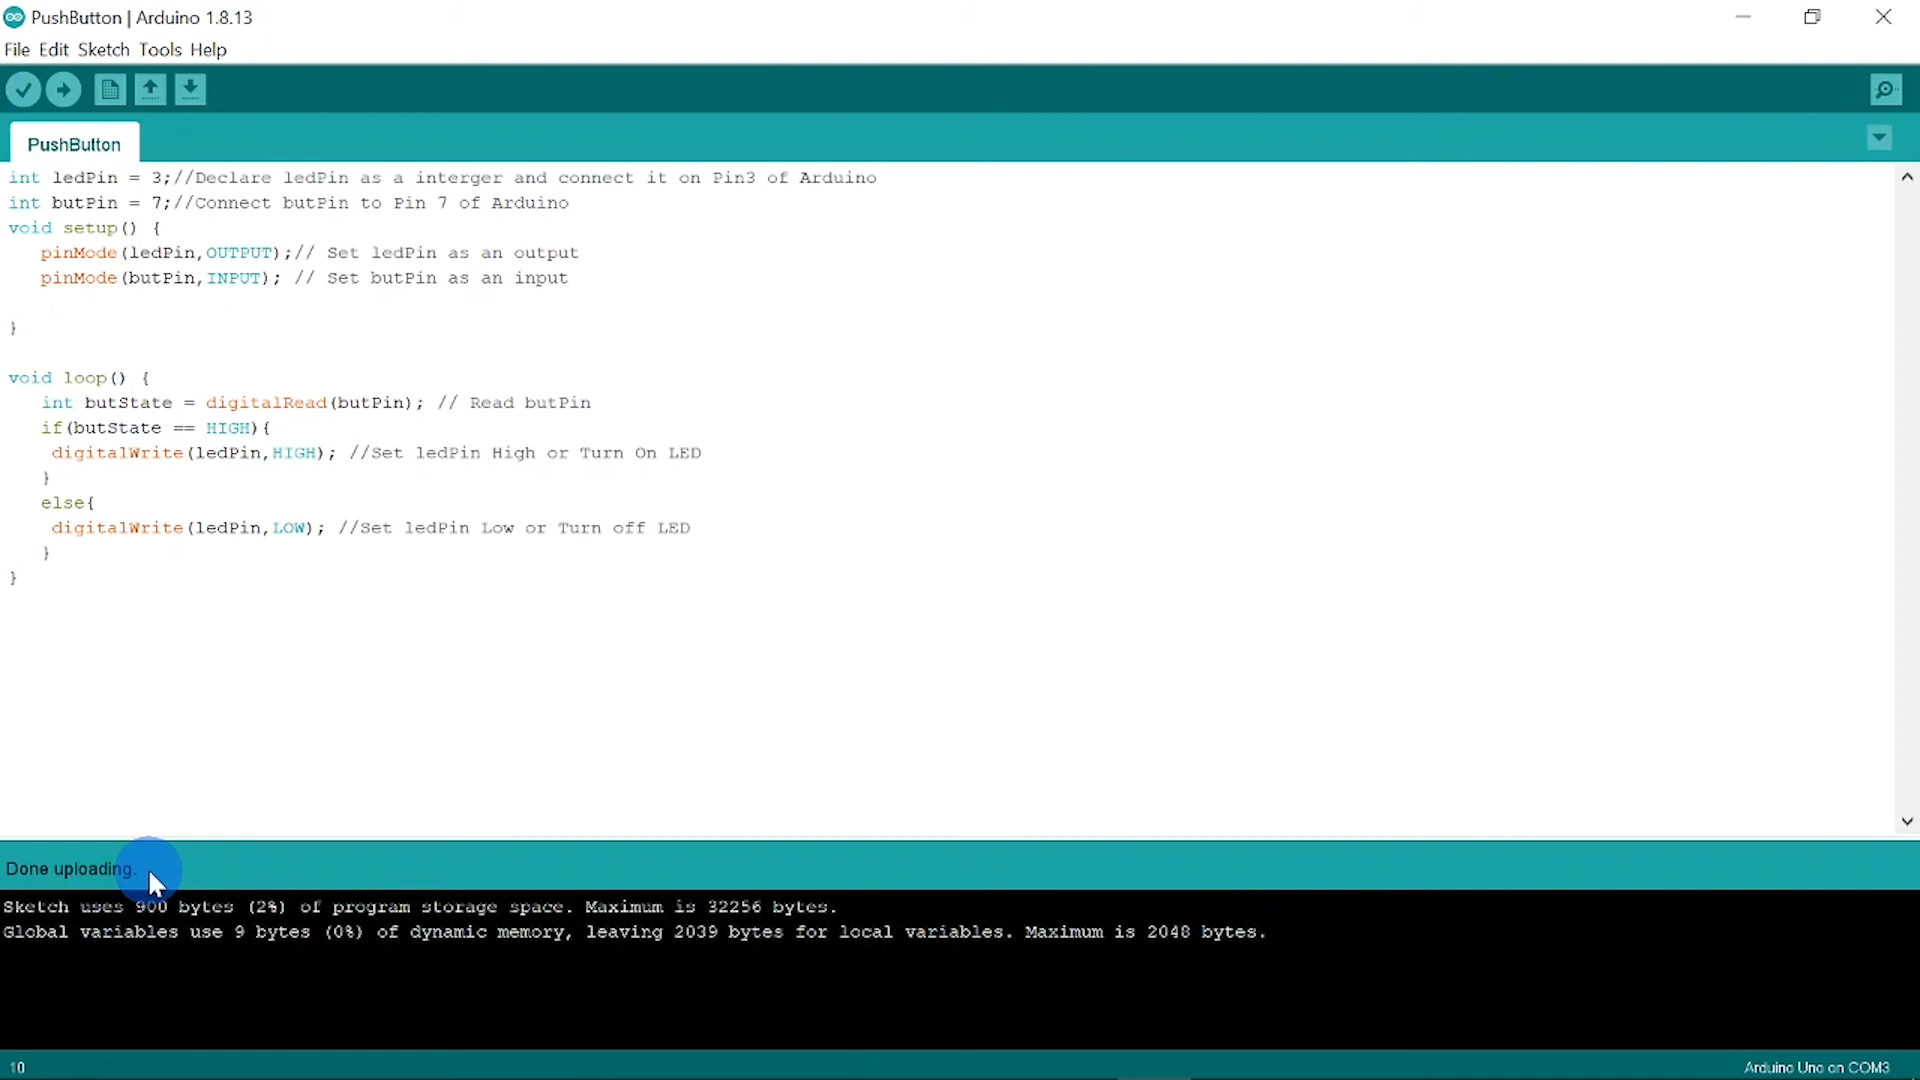 PushButton | Arduino 1.8.13
File Edit Sketch Tools Help
PushButton
int ledPin = 3;//Declare ledPin as a interger and connect it on Pin3 of Arduino
int butPin = 7;//Connect butPin to Pin 7 of Arduino
void setup() {
   pinMode(ledPin,OUTPUT);// Set ledPin as an output
   pinMode(butPin,INPUT); // Set butPin as an input
}
void loop() {
   int butState = digitalRead(butPin); // Read butPin
   if(butState == HIGH){
    digitalWrite(ledPin,HIGH); //Set ledPin High or Turn On LED
   }
   else{
    digitalWrite(ledPin,LOW); //Set ledPin Low or Turn off LED
   }
}
Done uploading.
Sketch uses 900 bytes (2%) of program storage space. Maximum is 32256 bytes.
Global variables use 9 bytes (0%) of dynamic memory, leaving 2039 bytes for local variables. Maximum is 2048 bytes.
10
Arduino Uno on COM3